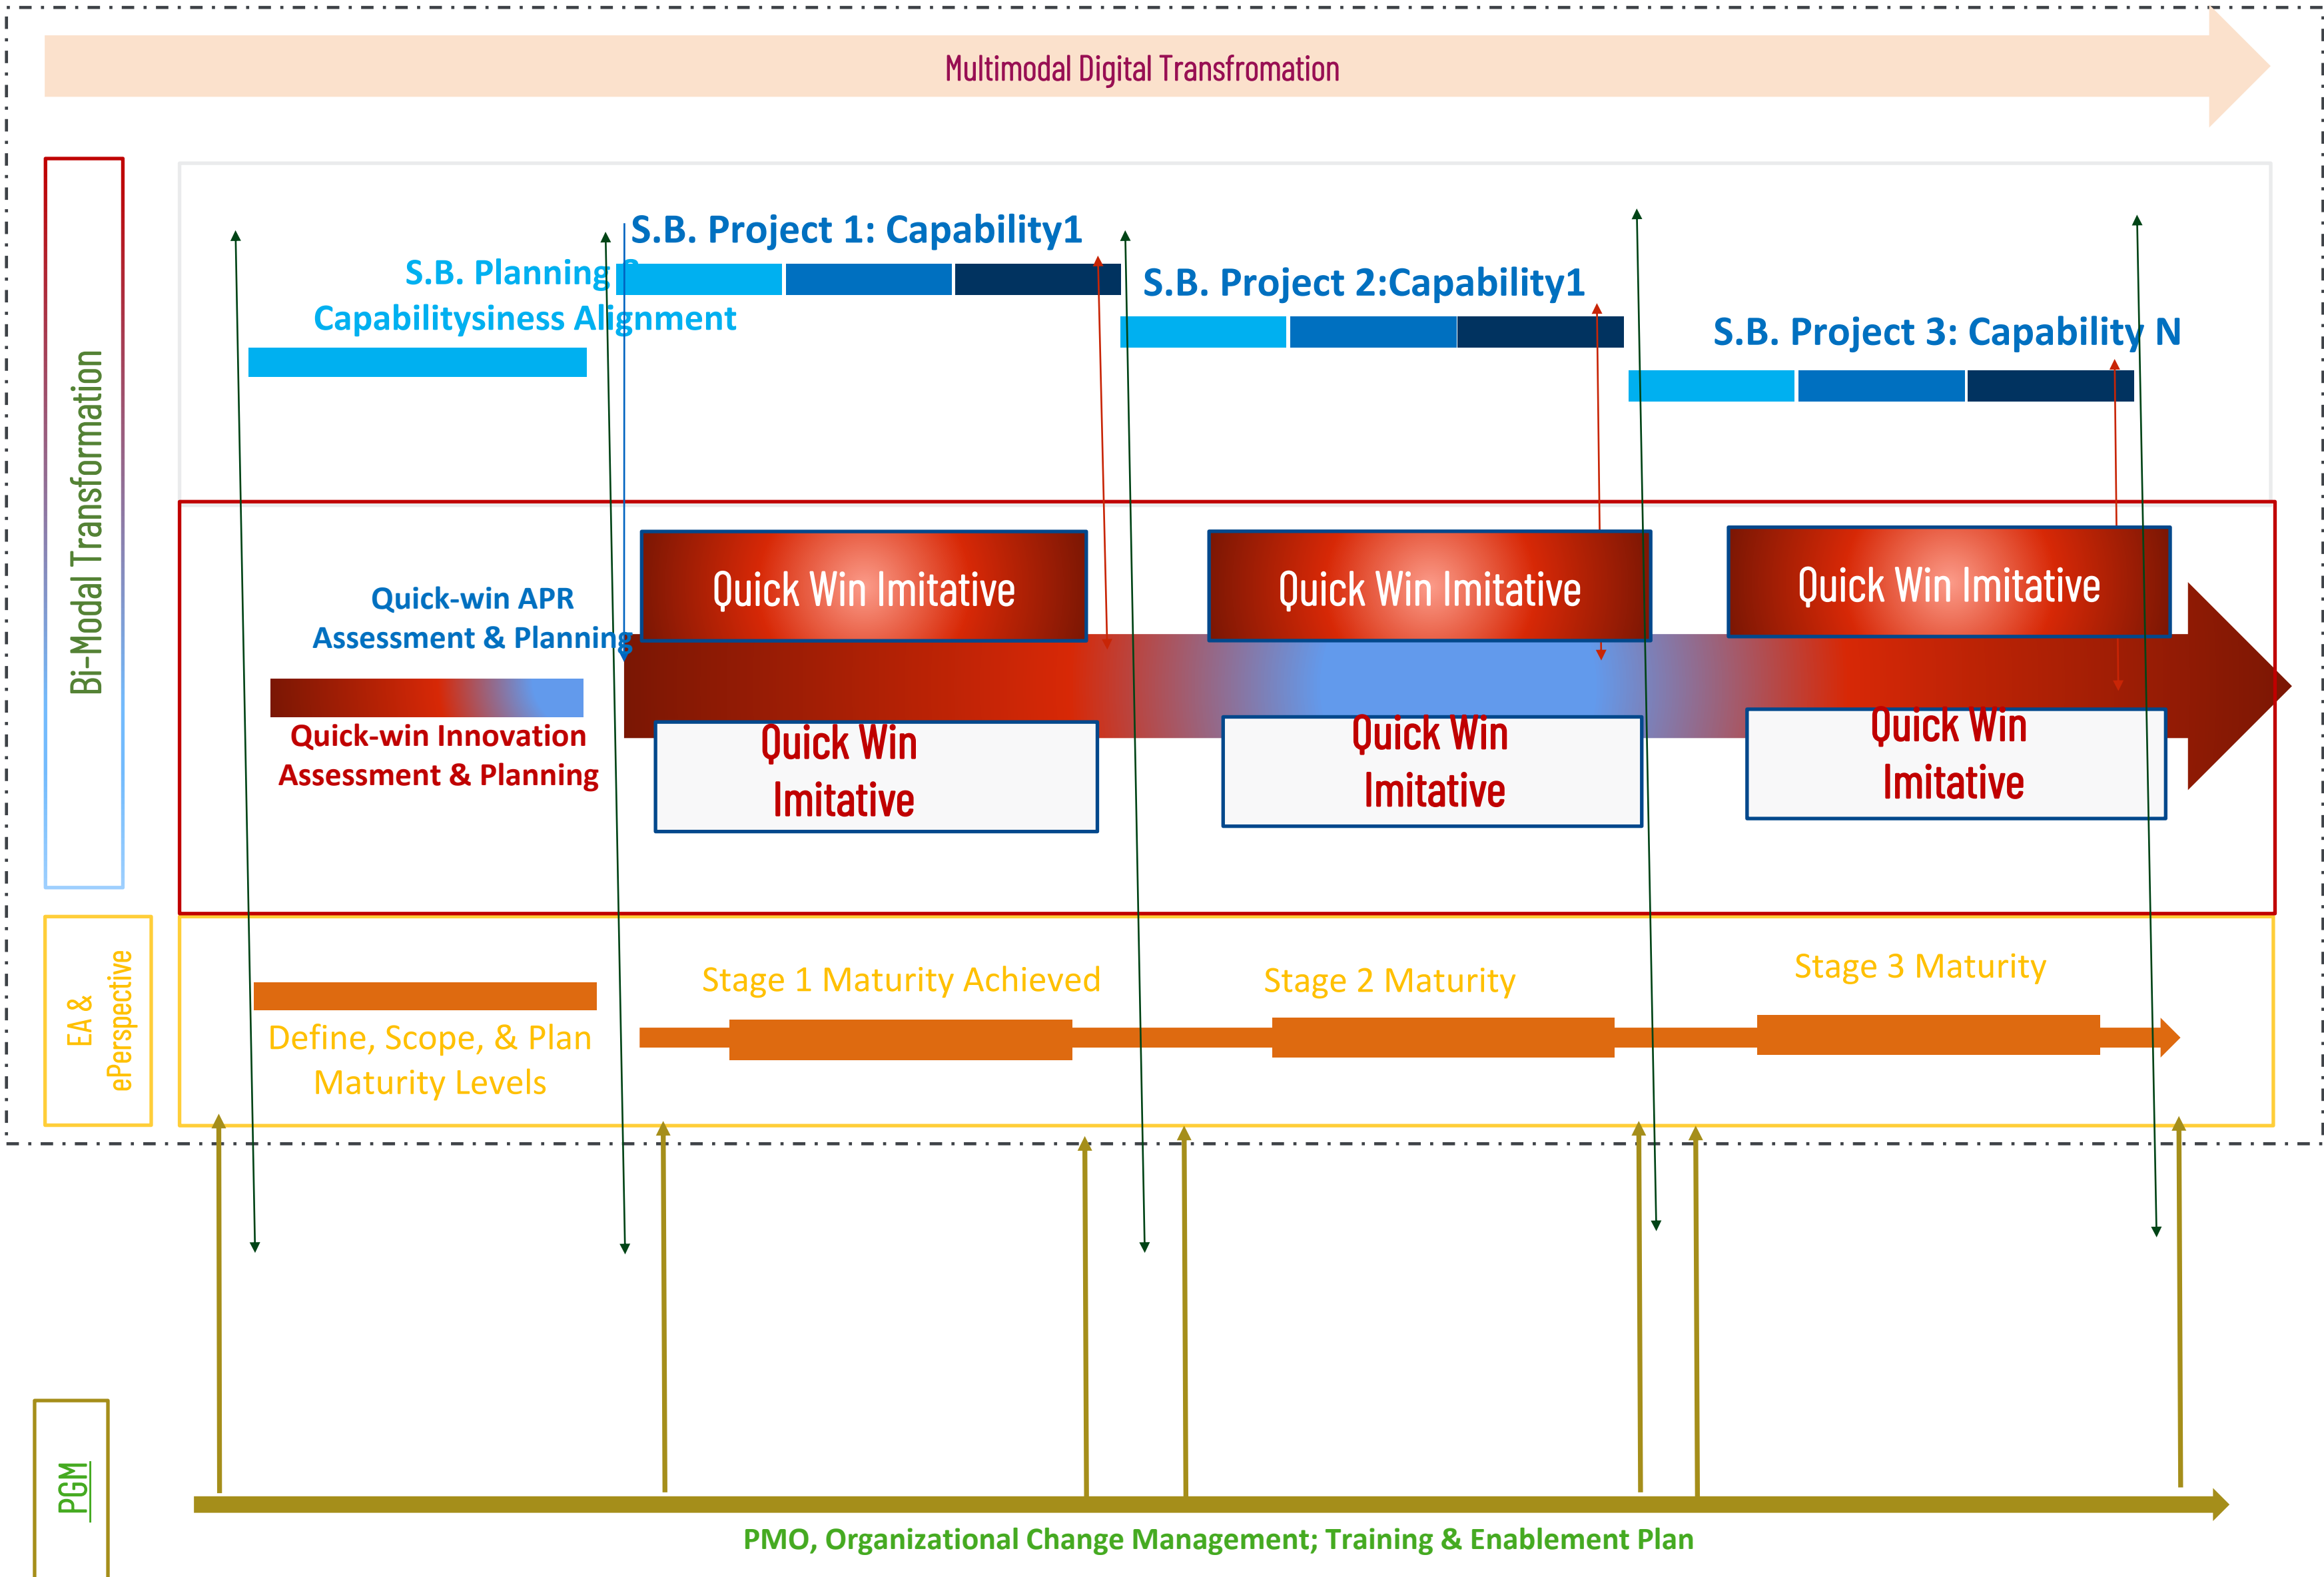 Multimodal Digital Transfromation
Bi-Modal Transformation
S.B. Project 1: Capability1
S.B. Planning
Capabilitysiness Alignment
S.B. Project 2:Capability1
S.B. Project 3: Capability N
Quick Win Imitative
Quick Win Imitative
Quick Win Imitative
Quick-win APR
Assessment & Planning
Quick-win Innovation
Assessment & Planning
Quick Win
Imitative
Quick Win
Imitative
Quick Win
Imitative
EA &
ePerspective
Stage 1 Maturity Achieved
Stage 2 Maturity
Stage 3 Maturity
Define, Scope, & Plan
Maturity Levels
PGM
PMO, Organizational Change Management; Training & Enablement Plan